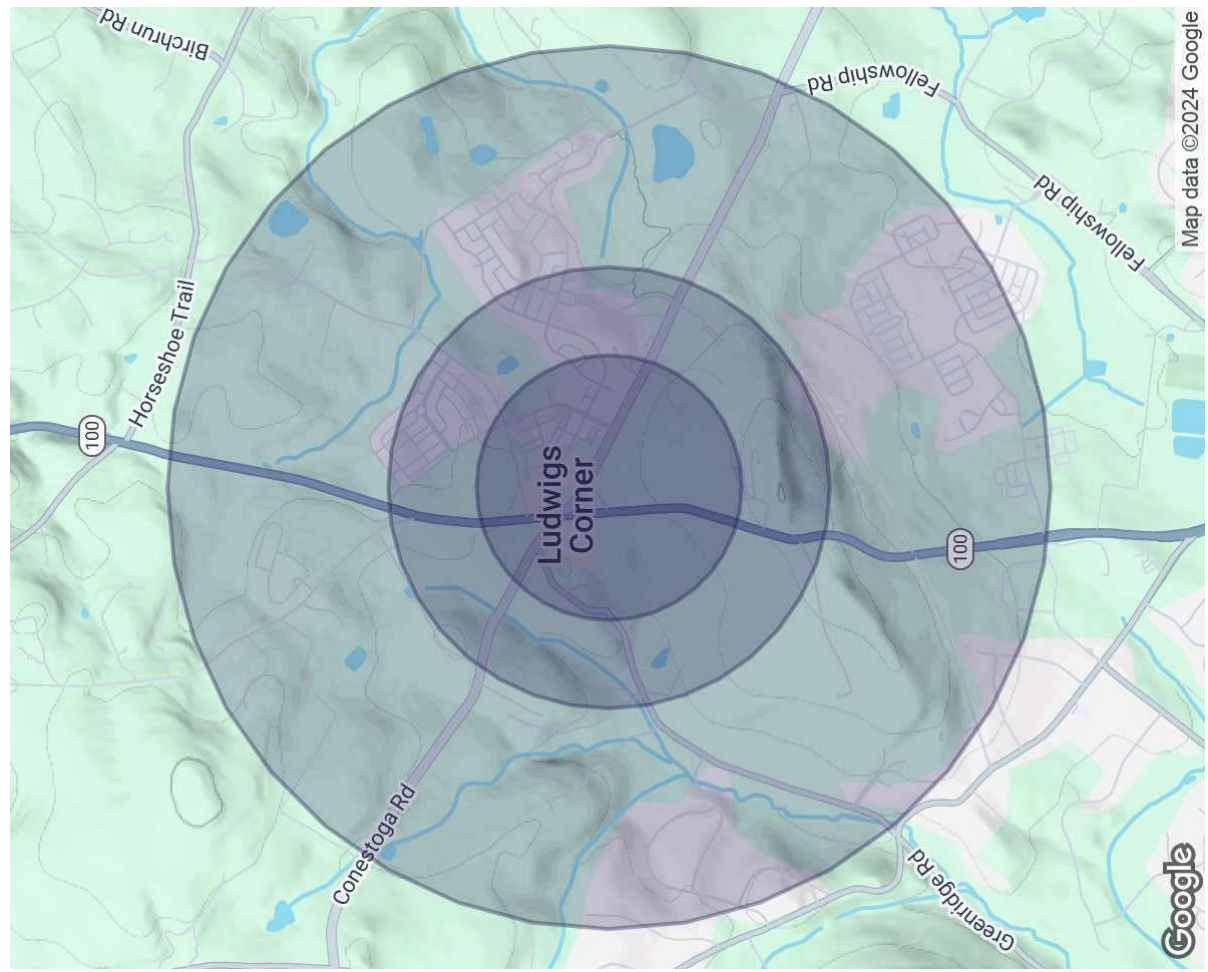 Birchrun Rd
Horseshoe Trail
100
Fellowship Rd
Fellowship Rd
Ludwigs
Corner
100
Conestoga Rd
Greenridge Rd
Google
Map data ©2024 Google